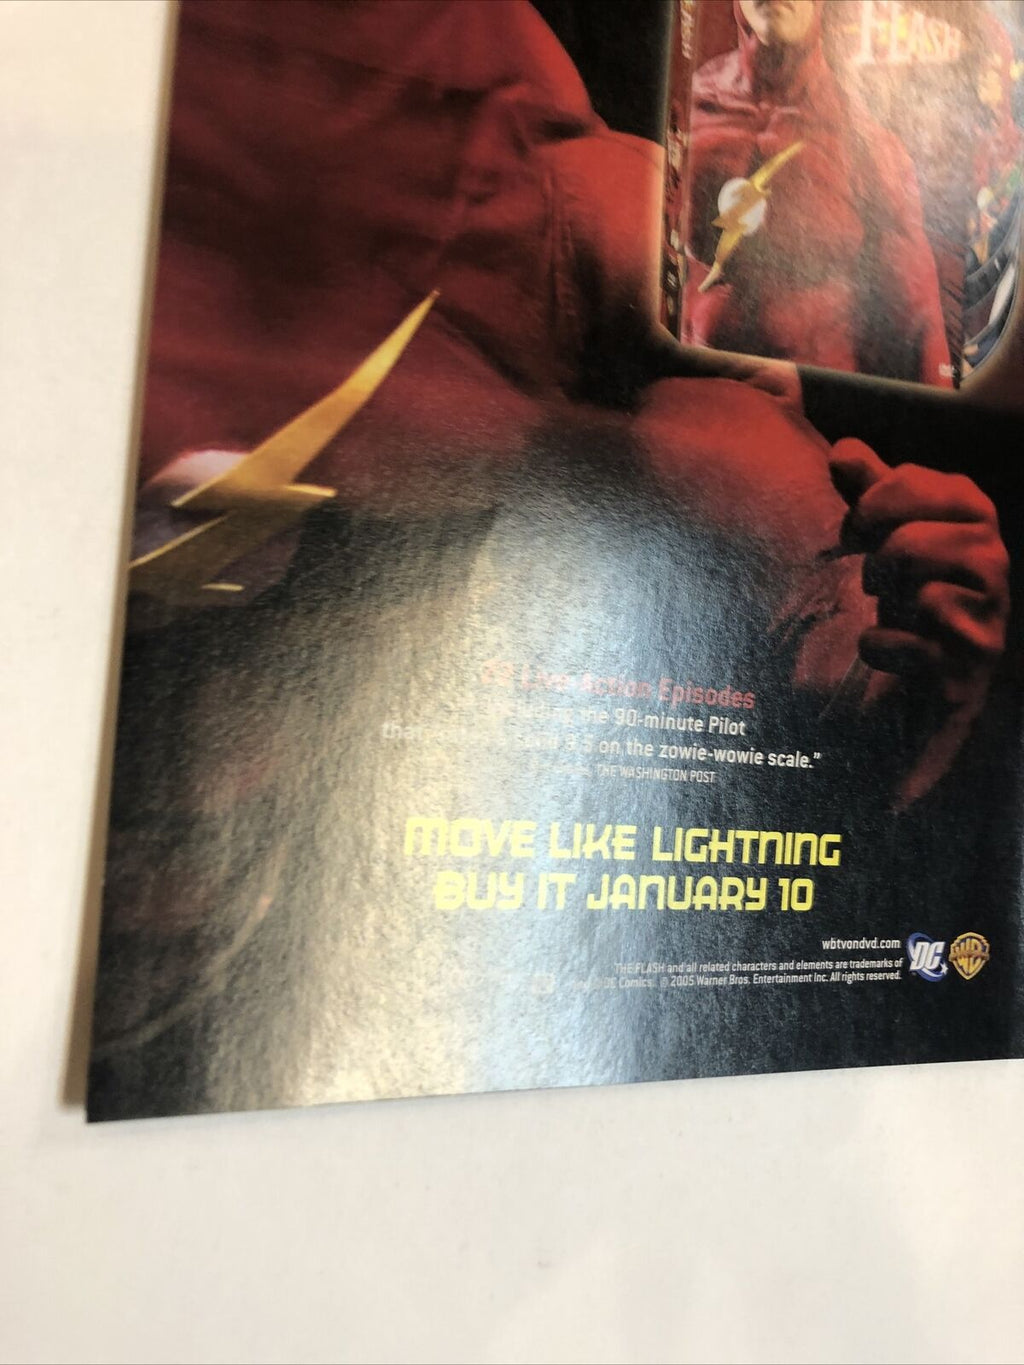 FLASH
Live Action Episodes
the 90-minute Pilot
on the zowie-wowie scale."
THE WASHINGTON POST
MOVE LIKE LIGHTNING
BUY IT JANUARY 10
wbtvondvd.com
DC
WB
THE FLASH and all related characters and elements are trademarks of
DC Comics. © 2005 Warner Bros. Entertainment Inc. All rights reserved.